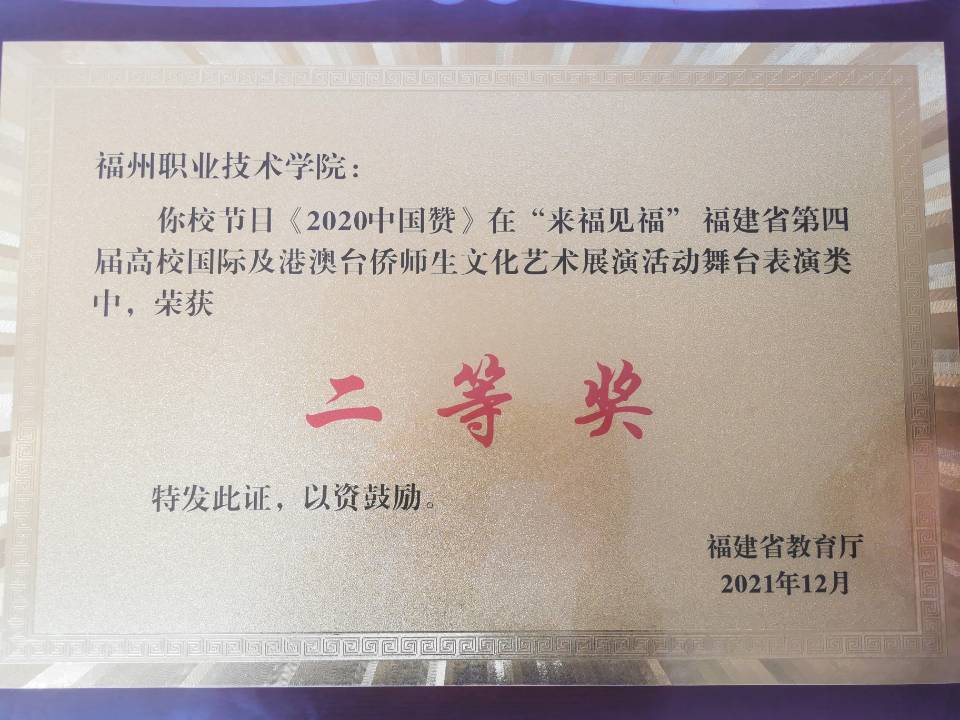 福州职业技术学院：
你校节目《2020中国赞》在“来福见福” 福建省第四
届高校国际及港澳台侨师生文化艺术展演活动舞台表演类
中，荣获
二等奖
特发此证，以资鼓励。
福建省教育厅
2021年12月